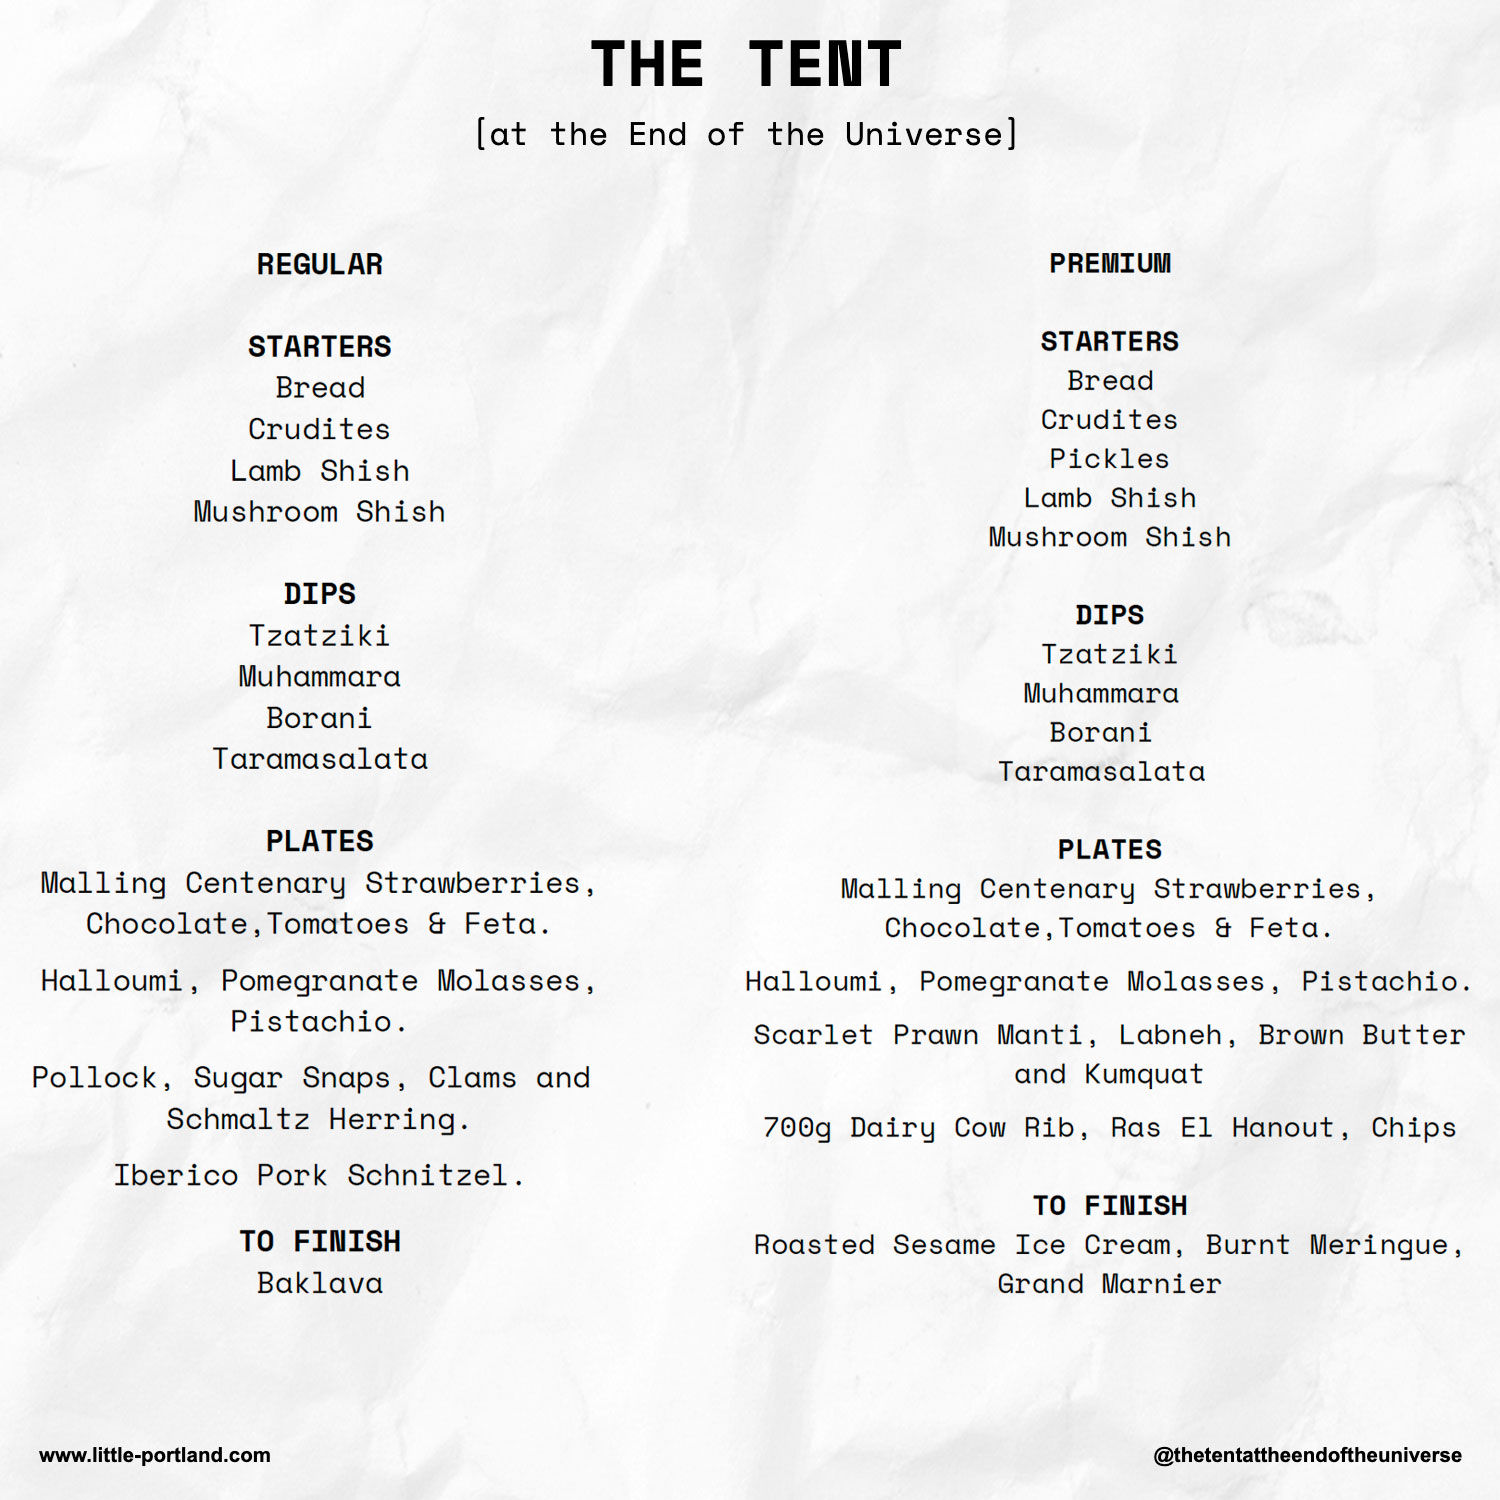 THE TENT
[at the End of the Universe]
REGULAR
STARTERS
Bread
Crudites
Lamb Shish
Mushroom Shish
DIPS
Tzatziki
Muhammara
Borani
Taramasalata
PLATES
Malling Centenary Strawberries,
Chocolate,Tomatoes & Feta.
Halloumi, Pomegranate Molasses,
Pistachio.
Pollock, Sugar Snaps, Clams and
Schmaltz Herring.
Iberico Pork Schnitzel.
TO FINISH
Baklava
PREMIUM
STARTERS
Bread
Crudites
Pickles
Lamb Shish
Mushroom Shish
DIPS
Tzatziki
Muhammara
Borani
Taramasalata
PLATES
Malling Centenary Strawberries,
Chocolate,Tomatoes & Feta.
Halloumi, Pomegranate Molasses, Pistachio.
Scarlet Prawn Manti, Labneh, Brown Butter
and Kumquat
700g Dairy Cow Rib, Ras El Hanout, Chips
TO FINISH
Roasted Sesame Ice Cream, Burnt Meringue,
Grand Marnier
www.little-portland.com
@thetentattheendoftheuniverse